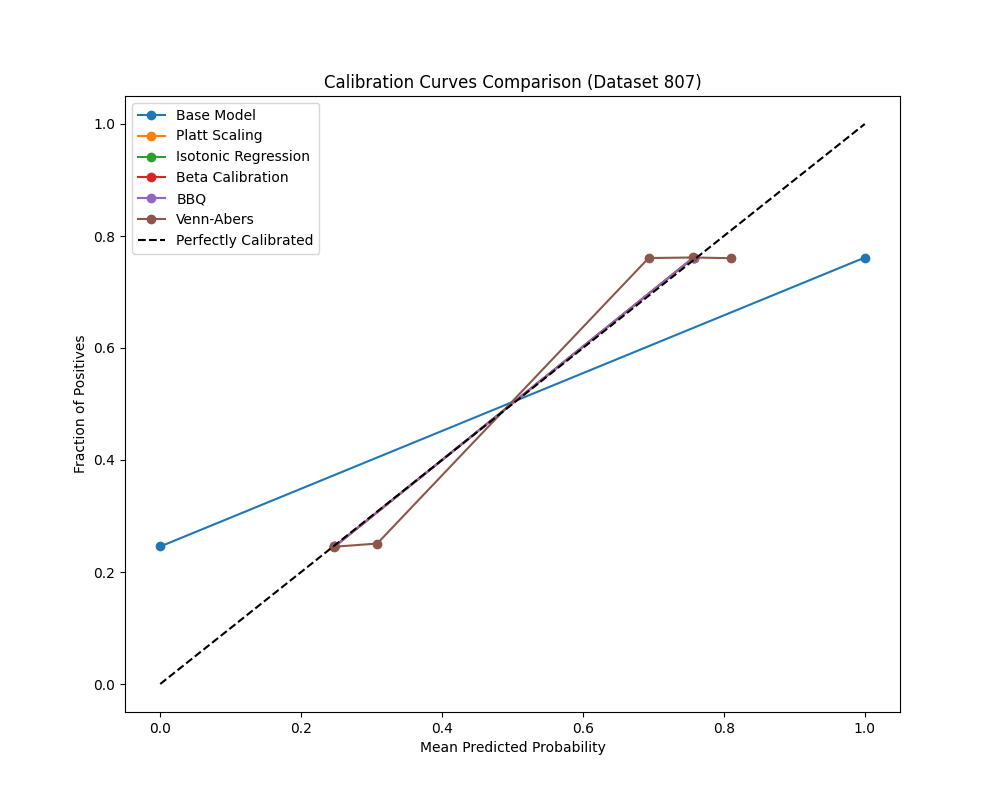 Calibration Curves Comparison (Dataset 807)
Base Model
Platt Scaling
Isotonic Regression
Beta Calibration
BBQ
Venn-Abers
Perfectly Calibrated
1.0
0.8
0.6
0.4
0.2
0.0
Fraction of Positives
0.0 0.2 0.4 0.6 0.8 1.0
Mean Predicted Probability